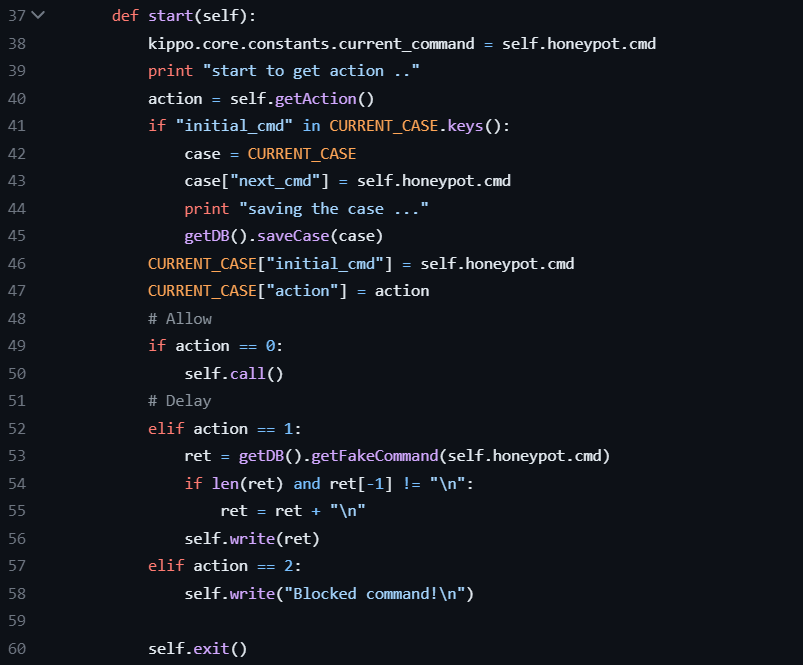 37 def start(self):
38 kippo.core.constants.current_command = self.honeypot.cmd
39 print "start to get action .."
40 action = self.getAction()
41 if "initial_cmd" in CURRENT_CASE.keys():
42 case = CURRENT_CASE
43 case["next_cmd"] = self.honeypot.cmd
44 print "saving the case ..."
45 getDB().saveCase(case)
46 CURRENT_CASE["initial_cmd"] = self.honeypot.cmd
47 CURRENT_CASE["action"] = action
48 # Allow
49 if action == 0:
50 self.call()
51 # Delay
52 elif action == 1:
53 ret = getDB().getFakeCommand(self.honeypot.cmd)
54 if len(ret) and ret[-1] != "\n":
55 ret = ret + "\n"
56 self.write(ret)
57 elif action == 2:
58 self.write("Blocked command!\n")
59
60 self.exit()